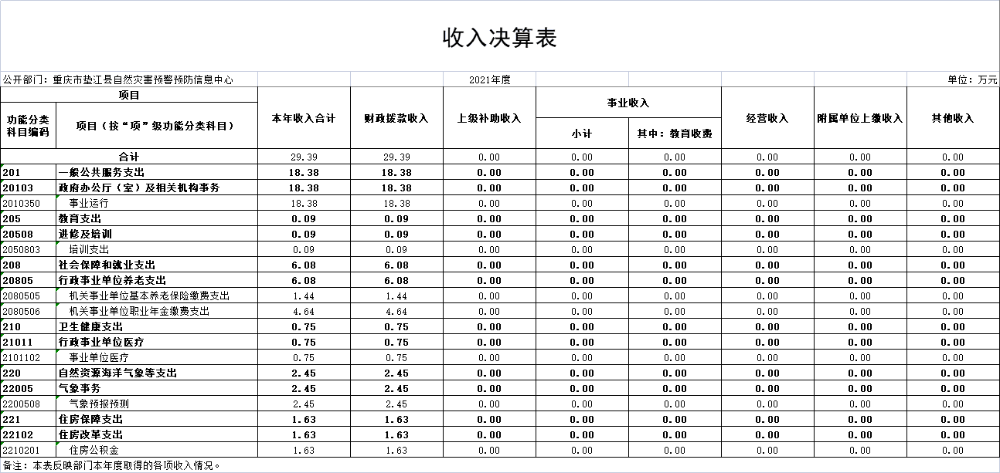 收入决算表
公开部门：重庆市垫江县自然灾害预警预防信息中心 2021年度 单位：万元
项目 本年收入合计 财政拨款收入 上级补助收入 事业收入 经营收入 附属单位上缴收入 其他收入
功能分类科目编码 项目（按“项”级功能分类科目） 小计 其中：教育收费
合计 29.39 29.39 0.00 0.00 0.00 0.00 0.00 0.00
201 一般公共服务支出 18.38 18.38 0.00 0.00 0.00 0.00 0.00 0.00
20103 政府办公厅（室）及相关机构事务 18.38 18.38 0.00 0.00 0.00 0.00 0.00 0.00
2010350 事业运行 18.38 18.38 0.00 0.00 0.00 0.00 0.00 0.00
205 教育支出 0.09 0.09 0.00 0.00 0.00 0.00 0.00 0.00
20508 进修及培训 0.09 0.09 0.00 0.00 0.00 0.00 0.00 0.00
2050803 培训支出 0.09 0.09 0.00 0.00 0.00 0.00 0.00 0.00
208 社会保障和就业支出 6.08 6.08 0.00 0.00 0.00 0.00 0.00 0.00
20805 行政事业单位养老支出 6.08 6.08 0.00 0.00 0.00 0.00 0.00 0.00
2080505 机关事业单位基本养老保险缴费支出 1.44 1.44 0.00 0.00 0.00 0.00 0.00 0.00
2080506 机关事业单位职业年金缴费支出 4.64 4.64 0.00 0.00 0.00 0.00 0.00 0.00
210 卫生健康支出 0.75 0.75 0.00 0.00 0.00 0.00 0.00 0.00
21011 行政事业单位医疗 0.75 0.75 0.00 0.00 0.00 0.00 0.00 0.00
2101102 事业单位医疗 0.75 0.75 0.00 0.00 0.00 0.00 0.00 0.00
220 自然资源海洋气象等支出 2.45 2.45 0.00 0.00 0.00 0.00 0.00 0.00
22005 气象事务 2.45 2.45 0.00 0.00 0.00 0.00 0.00 0.00
2200508 气象预报预测 2.45 2.45 0.00 0.00 0.00 0.00 0.00 0.00
221 住房保障支出 1.63 1.63 0.00 0.00 0.00 0.00 0.00 0.00
22102 住房改革支出 1.63 1.63 0.00 0.00 0.00 0.00 0.00 0.00
2210201 住房公积金 1.63 1.63 0.00 0.00 0.00 0.00 0.00 0.00
备注：本表反映部门本年度取得的各项收入情况。